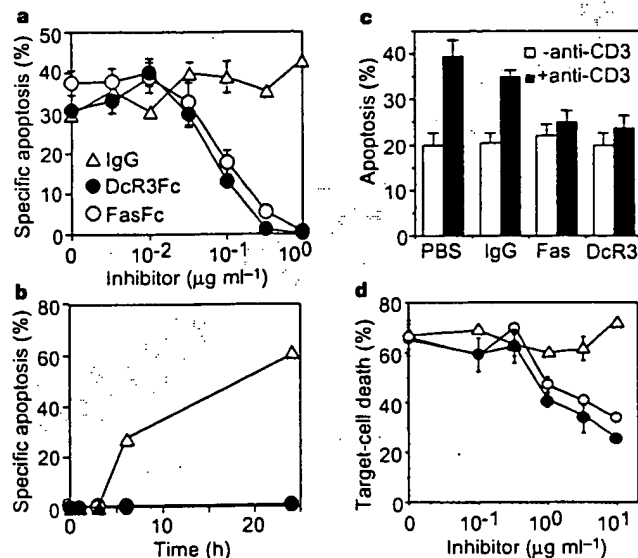 a
Specific apoptosis (%)
50
40
30
20
10
0
△ IgG
● DcR3Fc
○ FasFc
0 10⁻² 10⁻¹ 10⁰
Inhibitor (µg ml⁻¹)
b
Specific apoptosis (%)
80
60
40
20
0
0 10 20
Time (h)
c
Apoptosis (%)
40
30
20
10
0
□ -anti-CD3
■ +anti-CD3
PBS IgG Fas DcR3
d
Target-cell death (%)
80
60
40
20
0
0 10⁻¹ 10⁰ 10¹
Inhibitor (µg ml⁻¹)